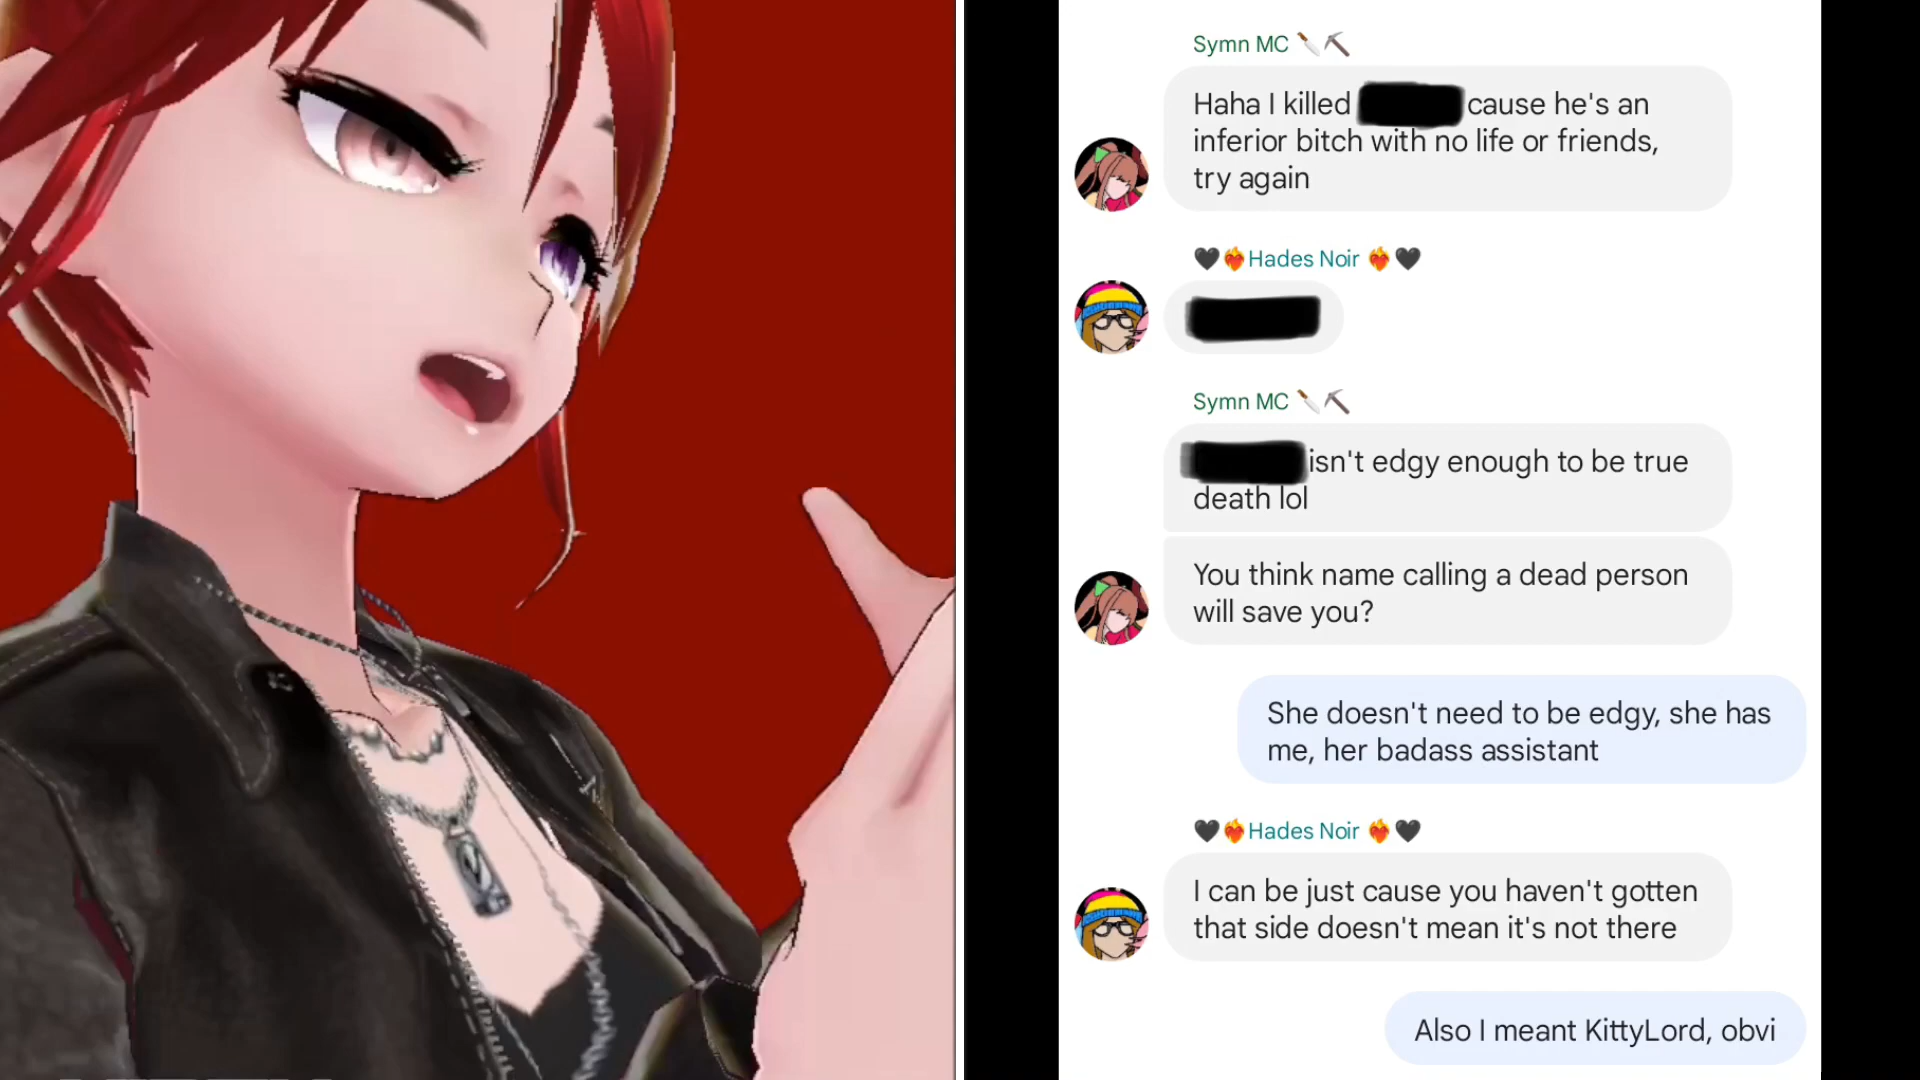 Symn MC 🔪⛏️
Haha I killed cause he's an
inferior bitch with no life or friends,
try again
🖤❤️‍🔥Hades Noir ❤️‍🔥🖤
Symn MC 🔪⛏️
isn't edgy enough to be true
death lol
You think name calling a dead person
will save you?
She doesn't need to be edgy, she has
me, her badass assistant
🖤❤️‍🔥Hades Noir ❤️‍🔥🖤
I can be just cause you haven't gotten
that side doesn't mean it's not there
Also I meant KittyLord, obvi